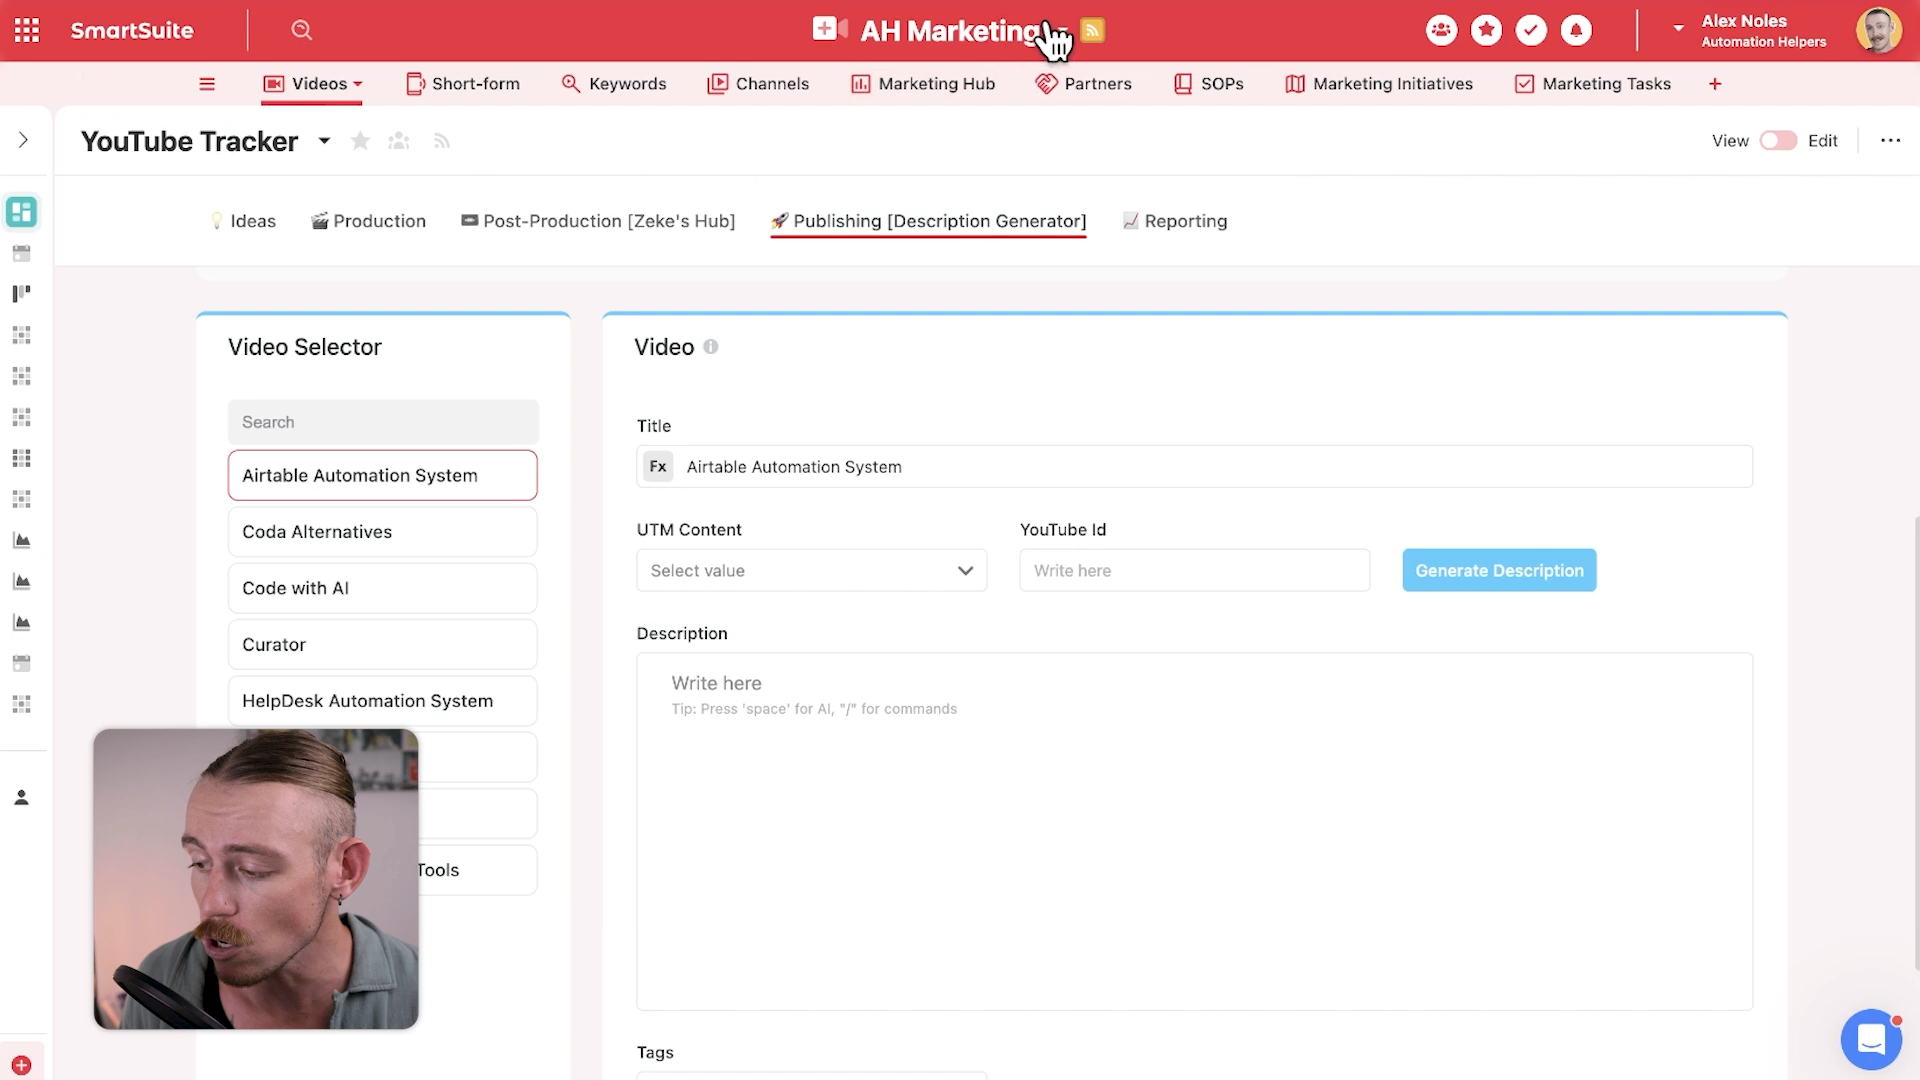 SmartSuite
AH Marketing
Alex Noles
Automation Helpers
Videos
Short-form
Keywords
Channels
Marketing Hub
Partners
SOPs
Marketing Initiatives
Marketing Tasks
YouTube Tracker
View
Edit
Ideas
Production
Post-Production [Zeke's Hub]
Publishing [Description Generator]
Reporting
Video Selector
Search
Airtable Automation System
Coda Alternatives
Code with AI
Curator
HelpDesk Automation System
Tools
Video
Title
Fx Airtable Automation System
UTM Content
Select value
YouTube Id
Write here
Generate Description
Description
Write here
Tip: Press 'space' for AI, "/" for commands
Tags